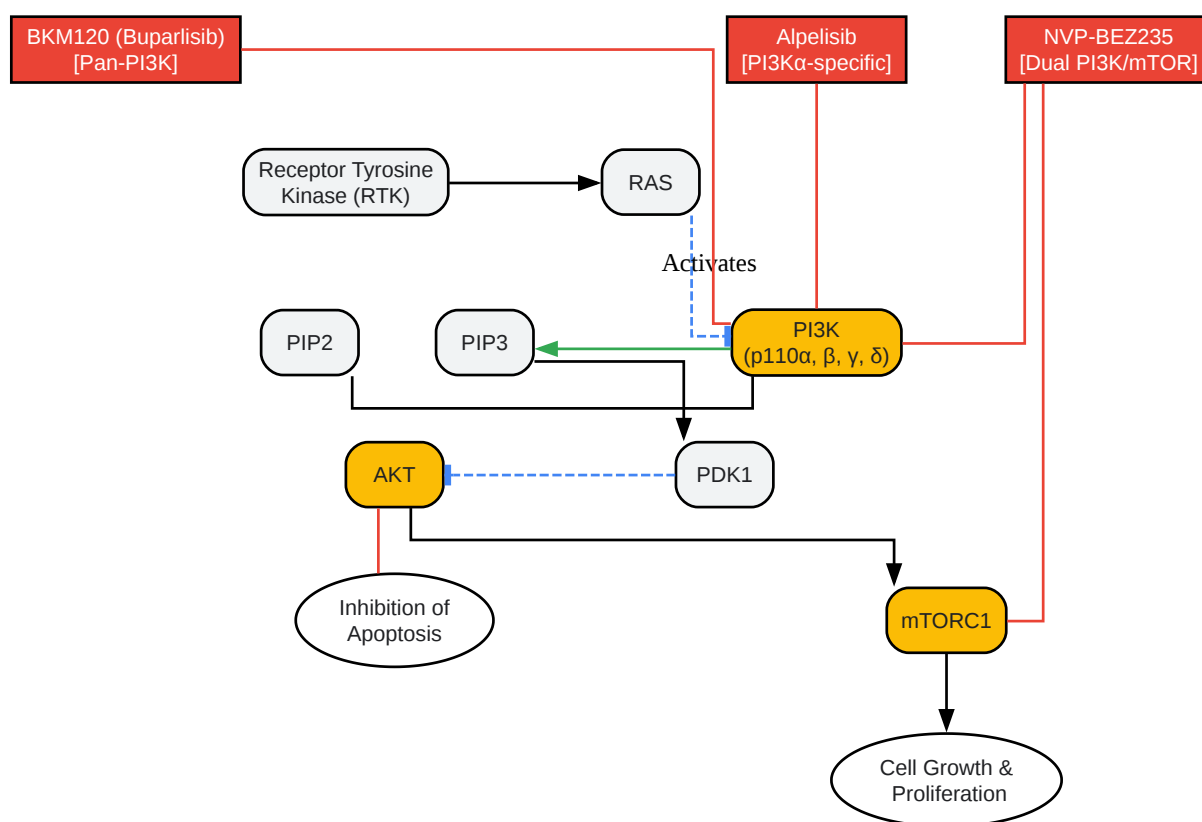 BKM120 (Buparlisib)
[Pan-PI3K]
Alpelisib
[PI3Kα-specific]
NVP-BEZ235
[Dual PI3K/mTOR]
Receptor Tyrosine
Kinase (RTK)
RAS
Activates
PIP2
PIP3
PI3K
(p110α, β, γ, δ)
AKT
PDK1
Inhibition of
Apoptosis
mTORC1
Cell Growth &
Proliferation